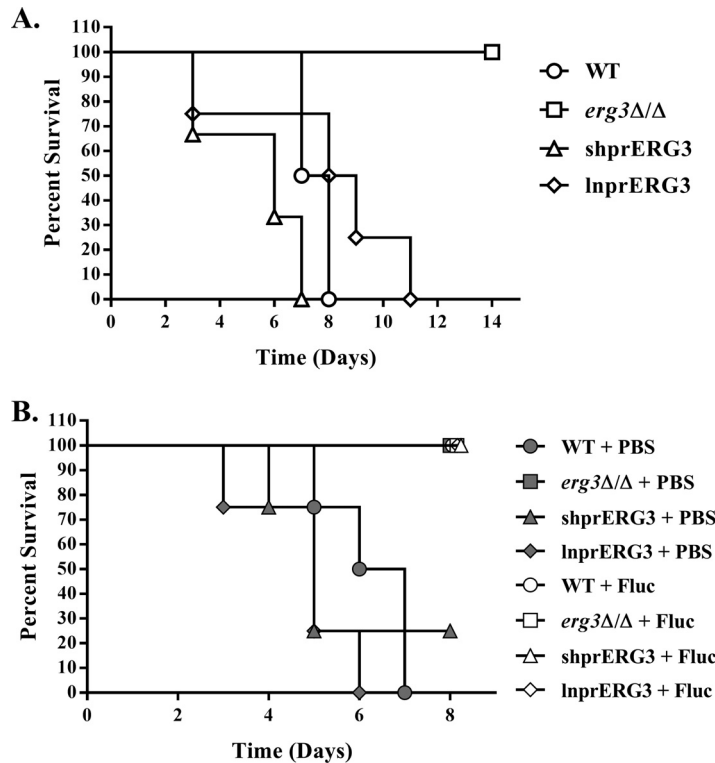 A.
110
100
90
80
70
60
50
40
30
20
10
0
Percent Survival
0 2 4 6 8 10 12 14
Time (Days)
WT
erg3Δ/Δ
shprERG3
lnprERG3
B.
110
100
90
80
70
60
50
40
30
20
10
0
Percent Survival
0 2 4 6 8
Time (Days)
WT + PBS
erg3Δ/Δ + PBS
shprERG3 + PBS
lnprERG3 + PBS
WT + Fluc
erg3Δ/Δ + Fluc
shprERG3 + Fluc
lnprERG3 + Fluc